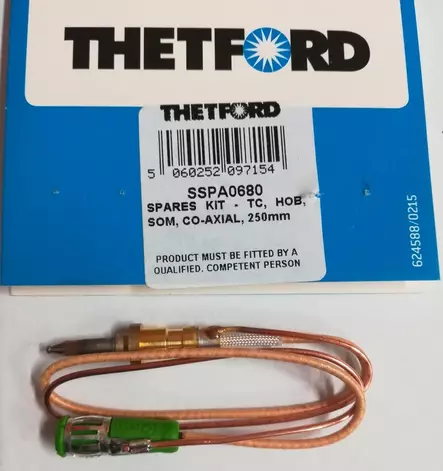 THETFORD
THETFORD
5 060252 097154
SSPA0680
SPARES KIT - TC, HOB,
SOM, CO-AXIAL, 250mm
PRODUCT MUST BE FITTED BY A
QUALIFIED, COMPETENT PERSON
624588/0215